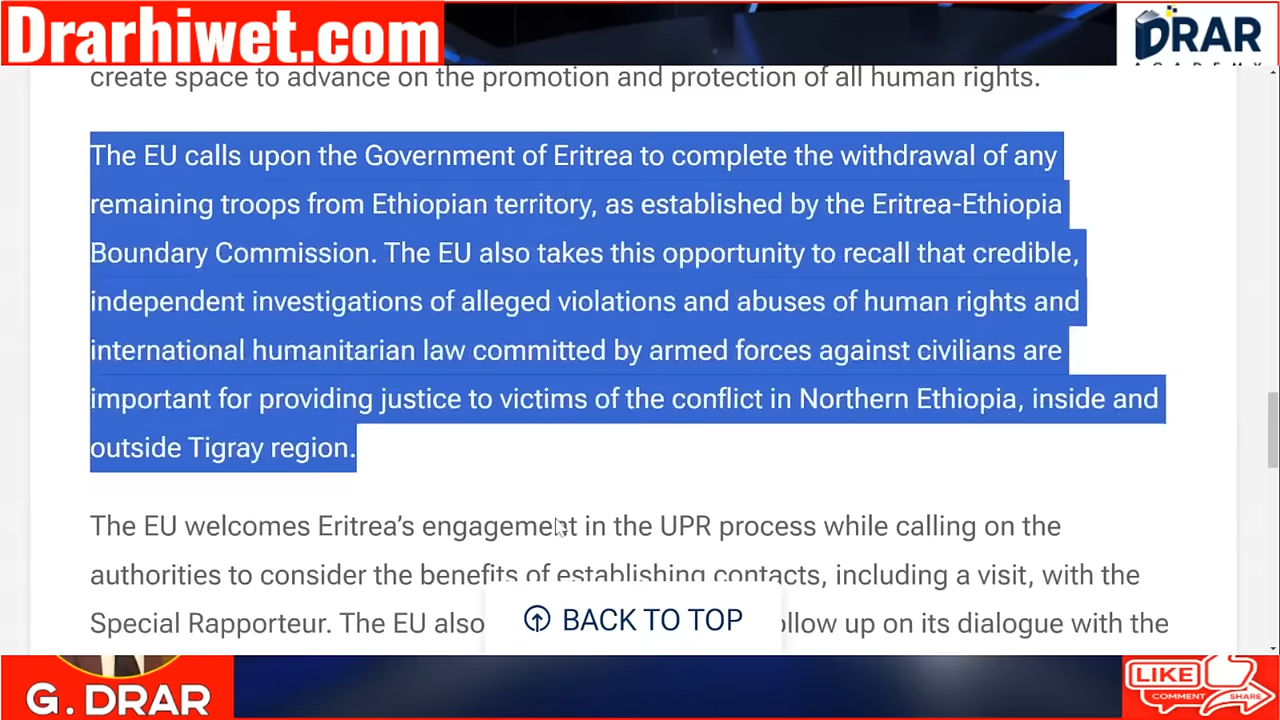 Drarhiwet.com
DRAR
create space to advance on the promotion and protection of all human rights.
The EU calls upon the Government of Eritrea to complete the withdrawal of any
remaining troops from Ethiopian territory, as established by the Eritrea-Ethiopia
Boundary Commission. The EU also takes this opportunity to recall that credible,
independent investigations of alleged violations and abuses of human rights and
international humanitarian law committed by armed forces against civilians are
important for providing justice to victims of the conflict in Northern Ethiopia, inside and
outside Tigray region.
The EU welcomes Eritrea's engagement in the UPR process while calling on the
authorities to consider the benefits of establishing contacts, including a visit, with the
Special Rapporteur. The EU also
ollow up on its dialogue with the
BACK TO TOP
G. DRAR
LIKE
COMMENT
SHARE